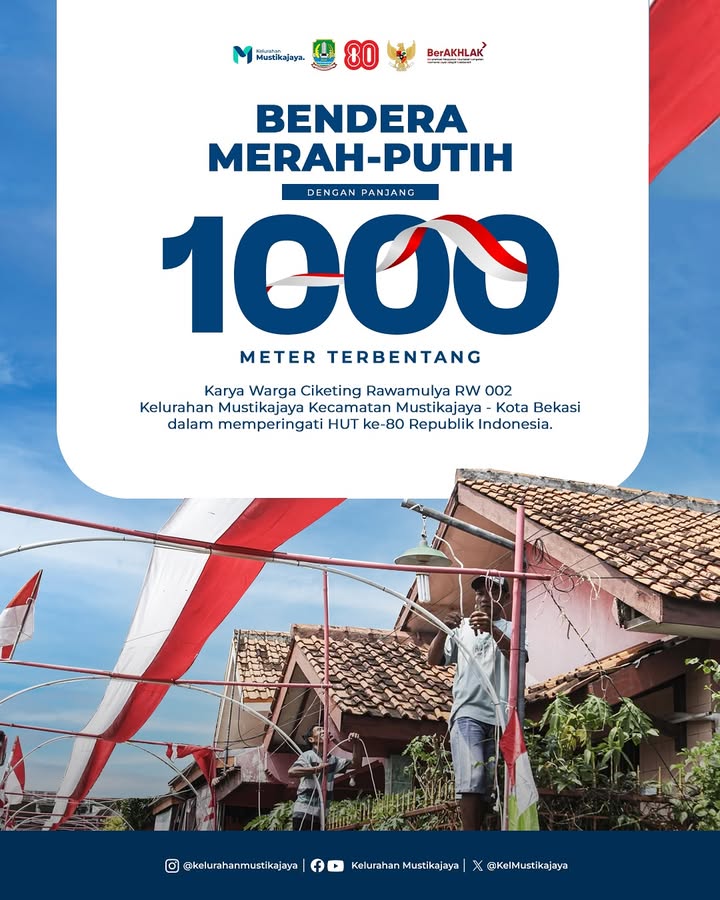 Kelurahan
Mustikajaya.
80
BerAKHLAK
BENDERA
MERAH-PUTIH
DENGAN PANJANG
1000
METER TERBENTANG
Karya Warga Ciketing Rawamulya RW 002
Kelurahan Mustikajaya Kecamatan Mustikajaya - Kota Bekasi
dalam memperingati HUT ke-80 Republik Indonesia.
@kelurahanmustikajaya | Kelurahan Mustikajaya | @KelMustikajaya